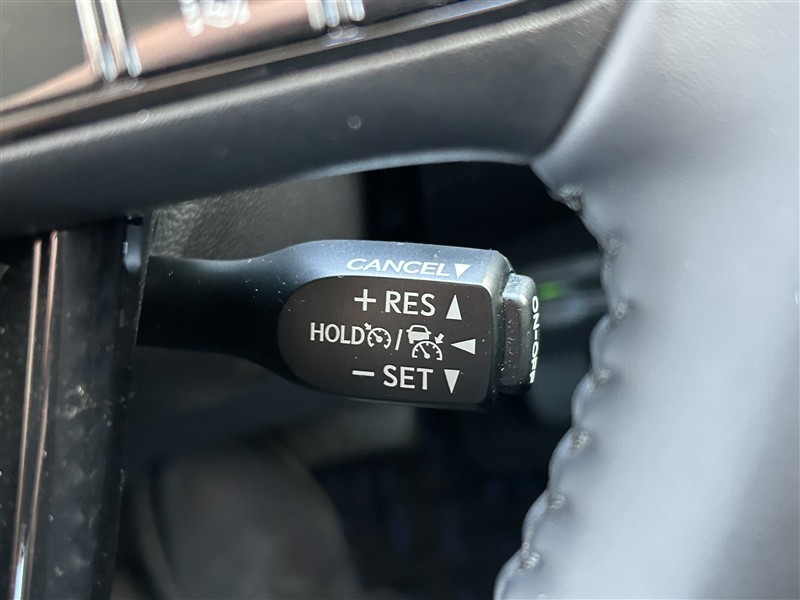 CANCEL▼
+ RES ▲
HOLD / ◀
− SET ▼
ON-OFF